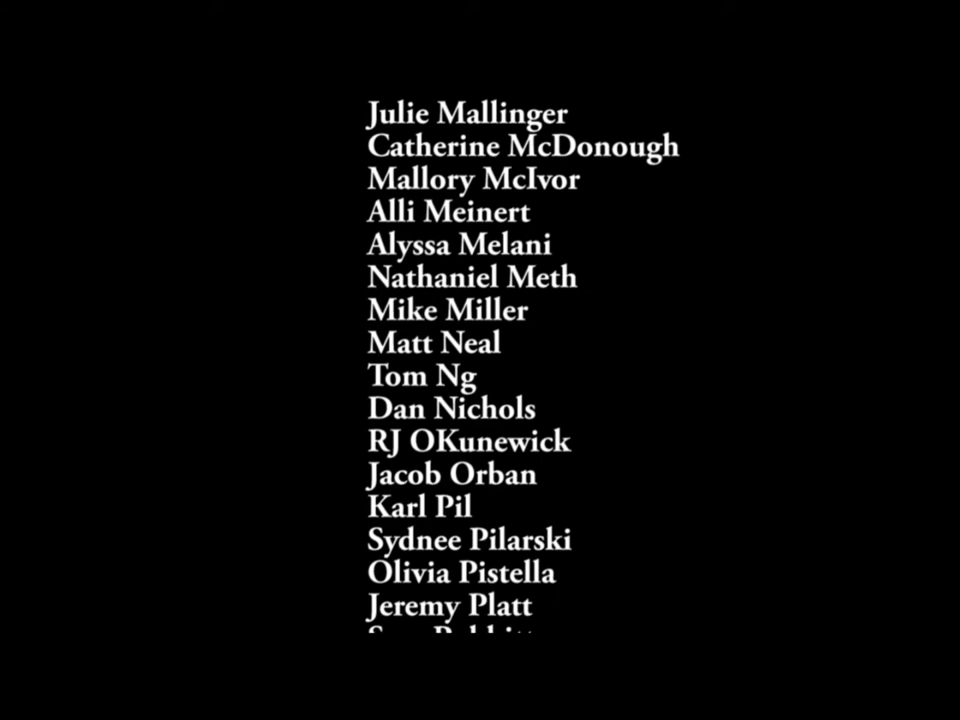 Julie Mallinger
Catherine McDonough
Mallory McIvor
Alli Meinert
Alyssa Melani
Nathaniel Meth
Mike Miller
Matt Neal
Tom Ng
Dan Nichols
RJ OKunewick
Jacob Orban
Karl Pil
Sydnee Pilarski
Olivia Pistella
Jeremy Platt